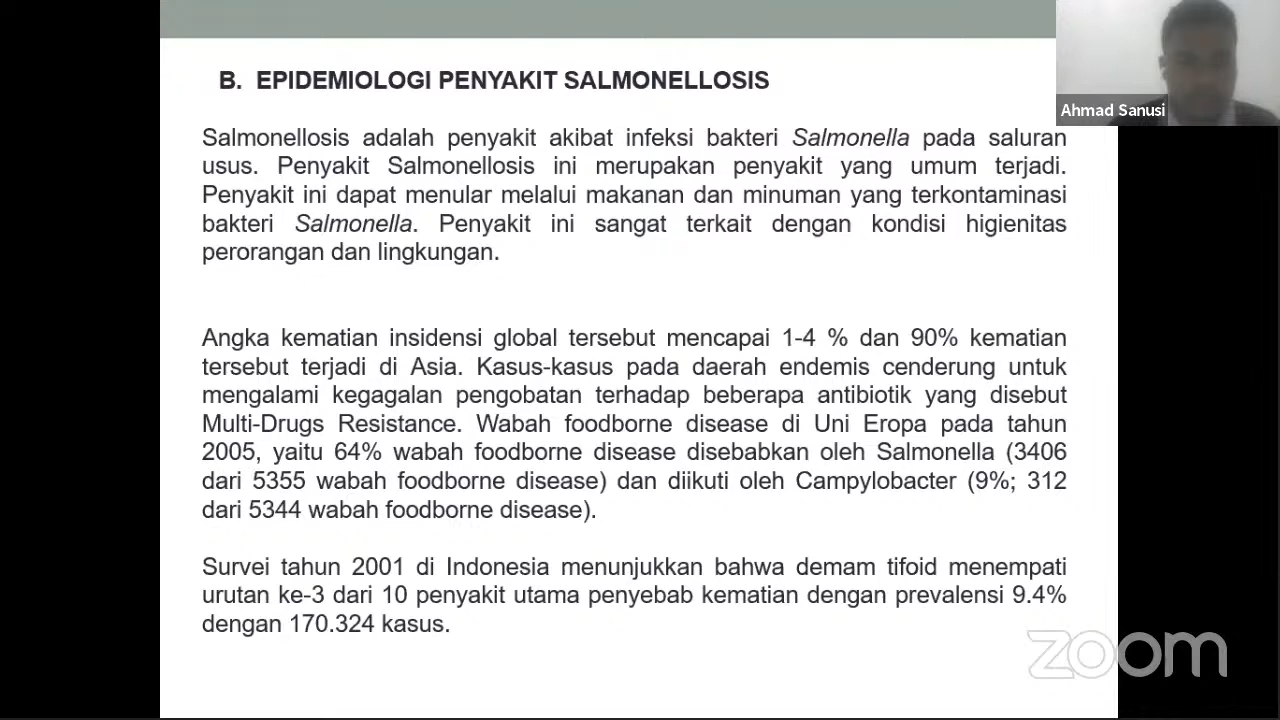 B. EPIDEMIOLOGI PENYAKIT SALMONELLOSIS
Ahmad Sanusi
Salmonellosis adalah penyakit akibat infeksi bakteri Salmonella pada saluran
usus. Penyakit Salmonellosis ini merupakan penyakit yang umum terjadi.
Penyakit ini dapat menular melalui makanan dan minuman yang terkontaminasi
bakteri Salmonella. Penyakit ini sangat terkait dengan kondisi higienitas
perorangan dan lingkungan.
Angka kematian insidensi global tersebut mencapai 1-4 % dan 90% kematian
tersebut terjadi di Asia. Kasus-kasus pada daerah endemis cenderung untuk
mengalami kegagalan pengobatan terhadap beberapa antibiotik yang disebut
Multi-Drugs Resistance. Wabah foodborne disease di Uni Eropa pada tahun
2005, yaitu 64% wabah foodborne disease disebabkan oleh Salmonella (3406
dari 5355 wabah foodborne disease) dan diikuti oleh Campylobacter (9%; 312
dari 5344 wabah foodborne disease).
Survei tahun 2001 di Indonesia menunjukkan bahwa demam tifoid menempati
urutan ke-3 dari 10 penyakit utama penyebab kematian dengan prevalensi 9.4%
dengan 170.324 kasus.
zoom